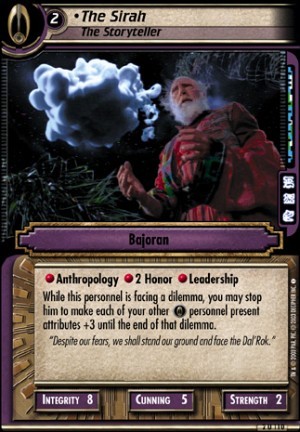 2
•The Sirah
The Storyteller
Bajoran
Anthropology • 2 Honor • Leadership
While this personnel is facing a dilemma, you may stop
him to make each of your other personnel present
attributes +3 until the end of that dilemma.
"Despite our fears, we shall stand our ground end face the Dal'Rok."
INTEGRITY 8 CUNNING 5 STRENGTH 2